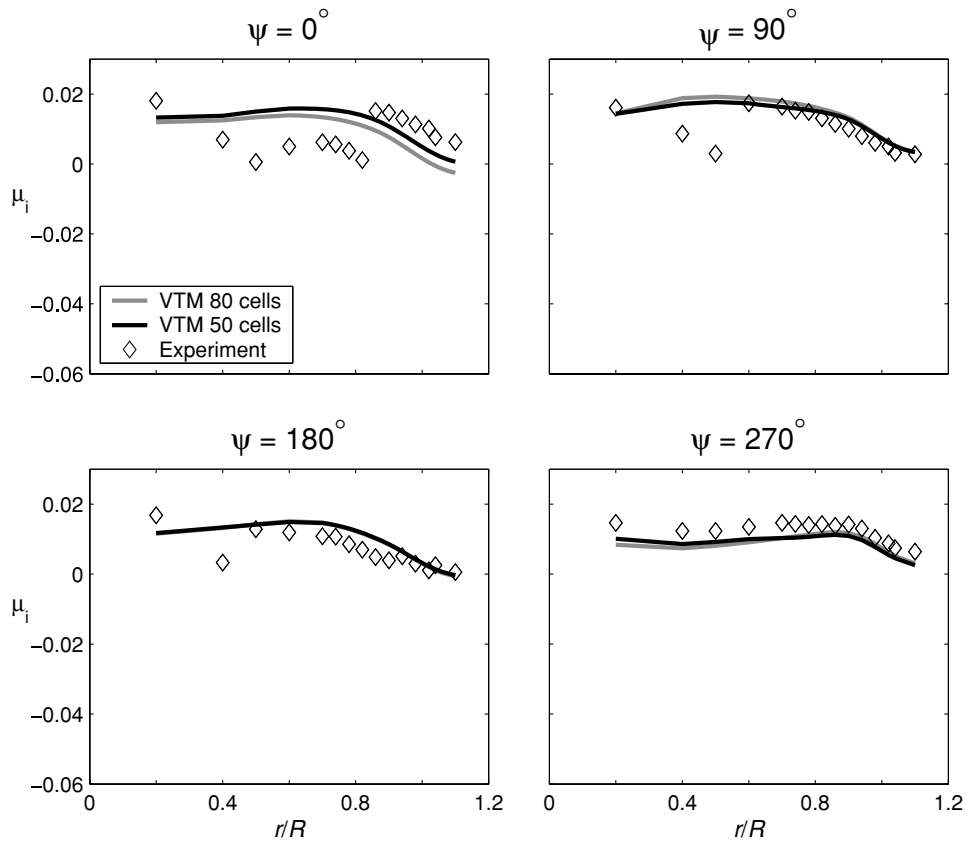 ψ = 0°
ψ = 90°
0.02
0
−0.02
−0.04
−0.06
μi
VTM 80 cells
VTM 50 cells
Experiment
ψ = 180°
ψ = 270°
0.02
0
−0.02
−0.04
−0.06
μi
0 0.4 0.8 1.2
r/R
0.4 0.8 1.2
r/R